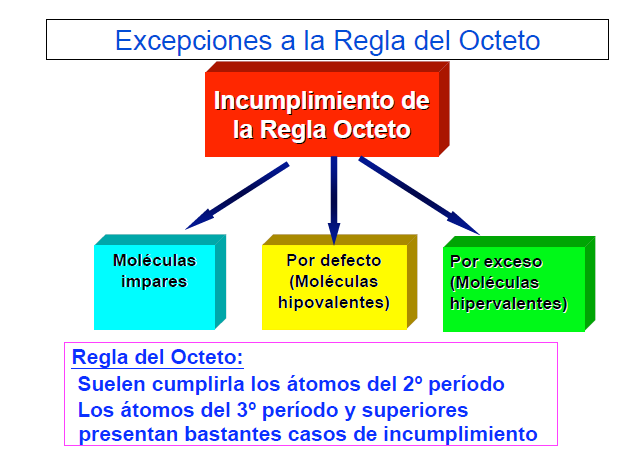 Excepciones a la Regla del Octeto
Incumplimiento de
la Regla Octeto
Moléculas
impares
Por defecto
(Moléculas
hipovalentes)
Por exceso
(Moléculas
hipervalentes)
Regla del Octeto:
Suelen cumplirla los átomos del 2º período
Los átomos del 3º período y superiores
presentan bastantes casos de incumplimiento